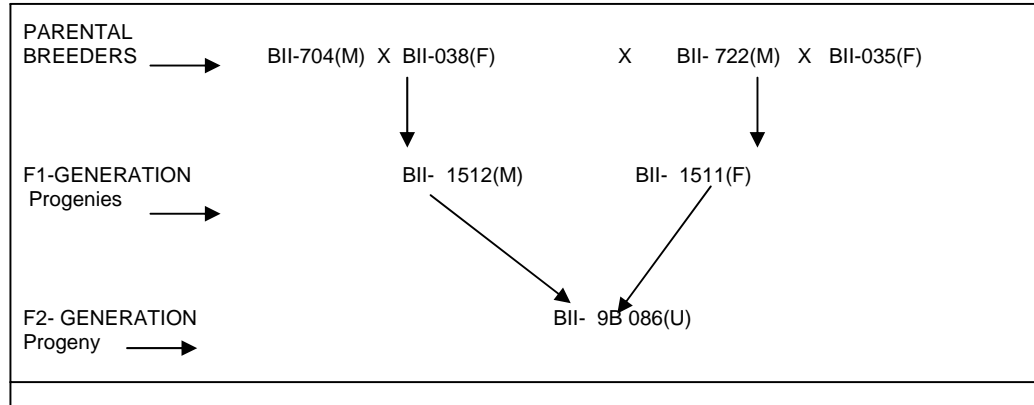 PARENTAL
BREEDERS BII-704(M) X BII-038(F) X BII- 722(M) X BII-035(F)
F1-GENERATION BII- 1512(M) BII- 1511(F)
Progenies
F2- GENERATION BII- 9B 086(U)
Progeny